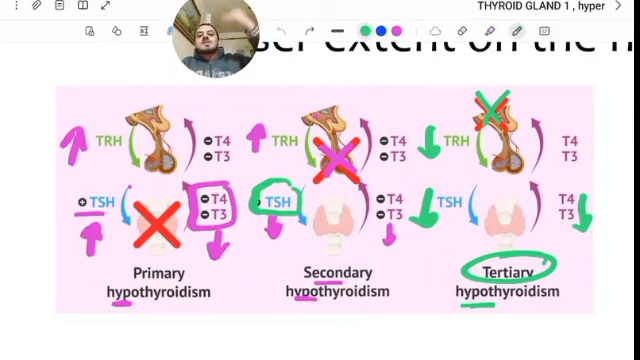 THYROID GLAND 1 , hyper
ser extent on the
TRH
T4
T3
TSH
T4
T3
Primary
hypothyroidism
TRH
T4
T3
TSH
T4
T3
Secondary
hypothyroidism
TRH
T4
T3
TSH
T4
T3
Tertiary
hypothyroidism